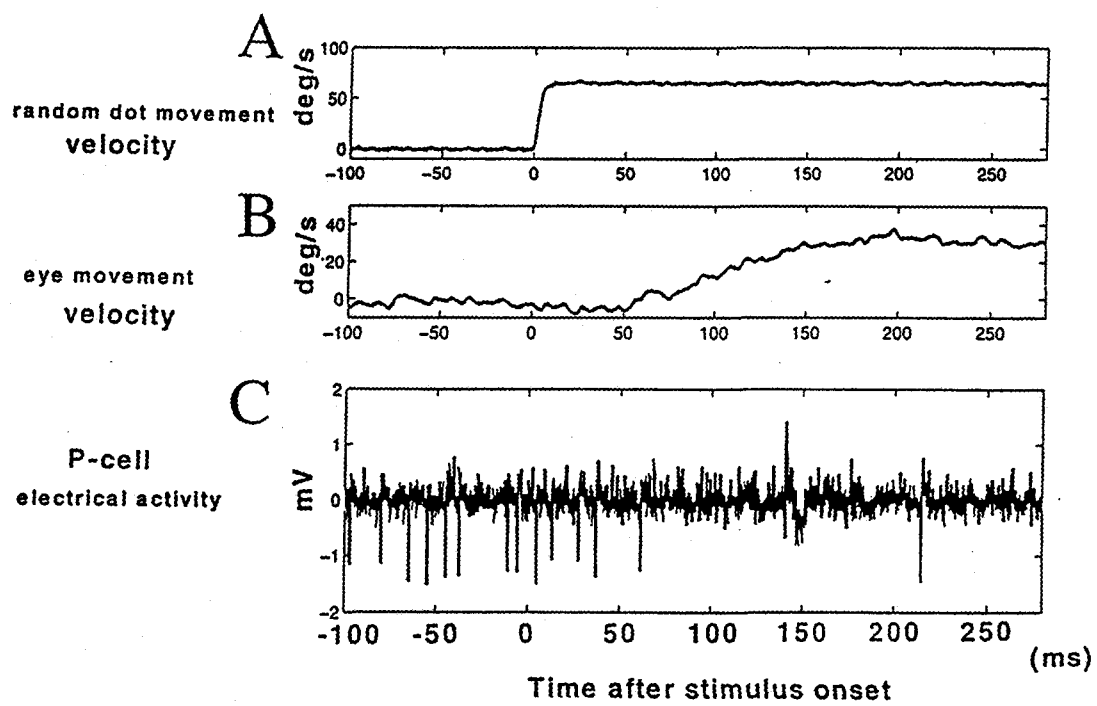 A
random dot movement
velocity
deg/s
100
50
0
-100 -50 0 50 100 150 200 250
B
eye movement
velocity
deg/s
40
20
0
-100 -50 0 50 100 150 200 250
C
P-cell
electrical activity
mV
2
1
0
-1
-2
-100 -50 0 50 100 150 200 250
(ms)
Time after stimulus onset